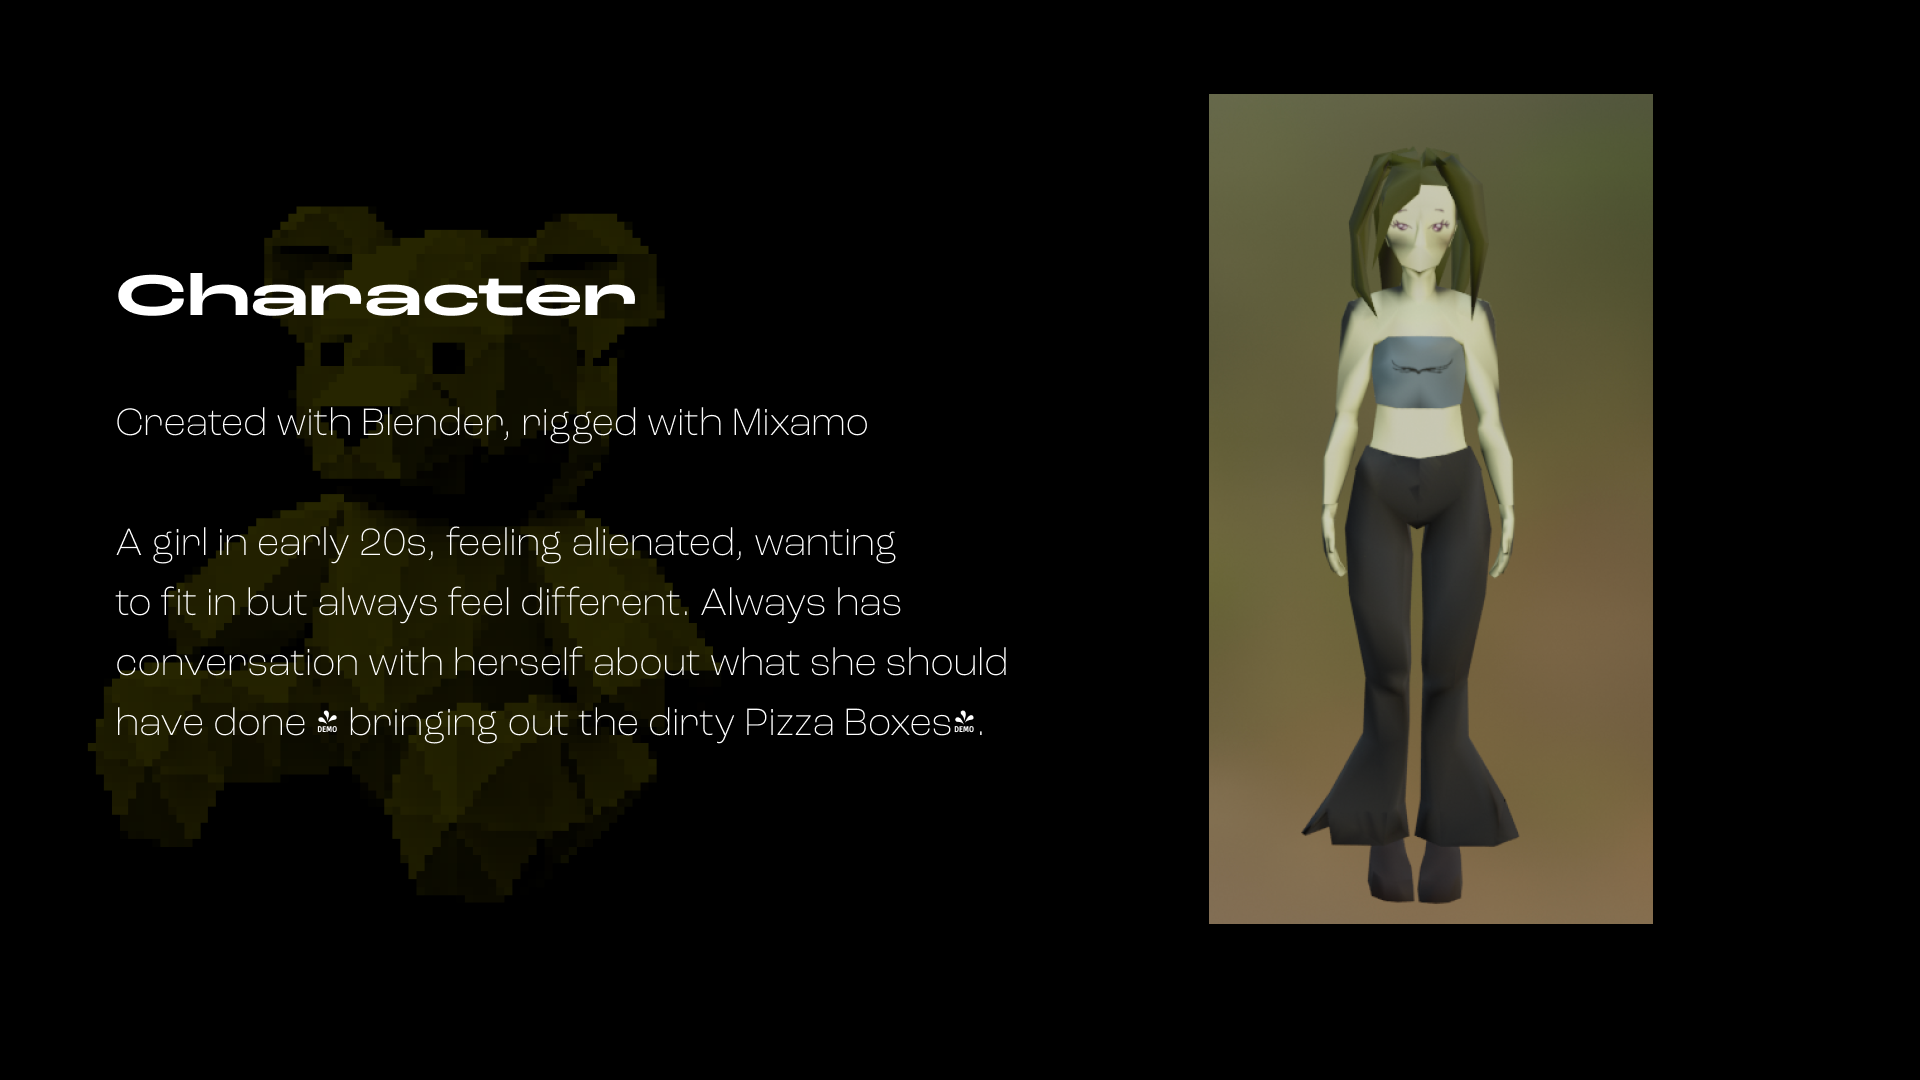 Character
Created with Blender, rigged with Mixamo
A girl in early 20s, feeling alienated, wanting
to fit in but always feel different. Always has
conversation with herself about what she should
have done DEMO bringing out the dirty Pizza Boxes DEMO .